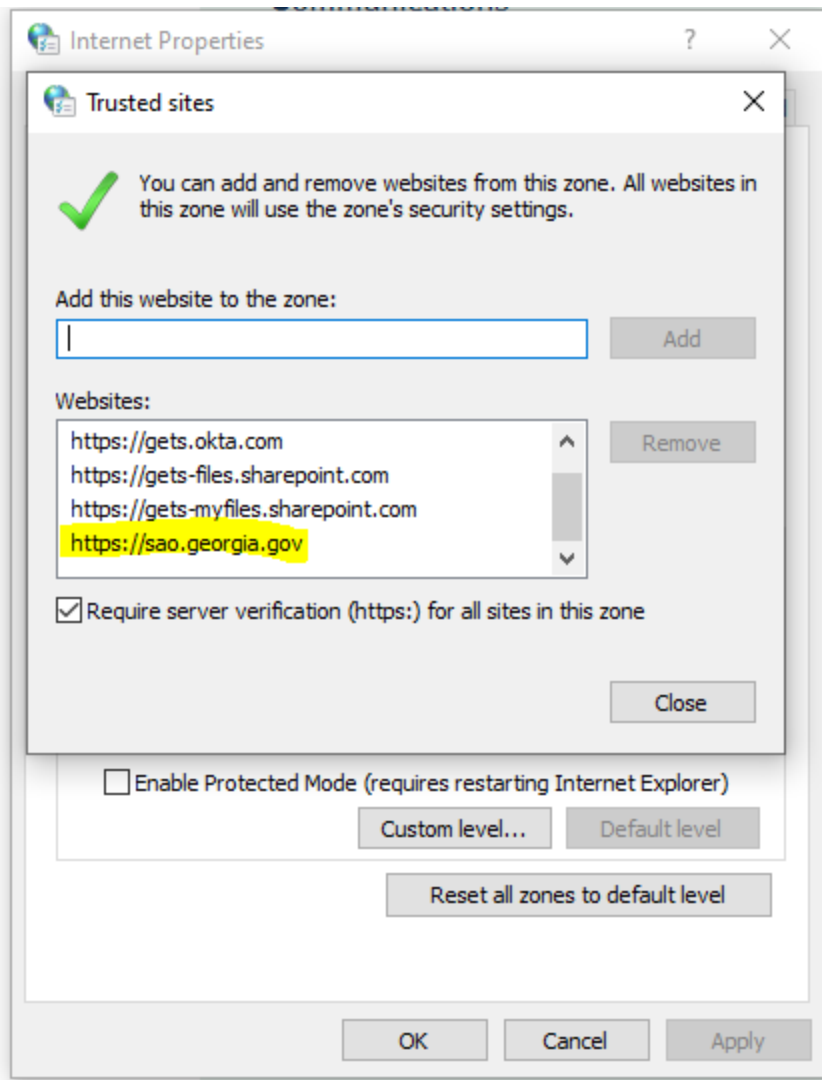 Communications
Internet Properties
?
Trusted sites
You can add and remove websites from this zone. All websites in
this zone will use the zone's security settings.
Add this website to the zone:
Add
Websites:
https://gets.okta.com
Remove
https://gets-files.sharepoint.com
https://gets-myfiles.sharepoint.com
https://sao.georgia.gov
Require server verification (https:) for all sites in this zone
Close
Enable Protected Mode (requires restarting Internet Explorer)
Custom level...
Default level
Reset all zones to default level
OK
Cancel
Apply